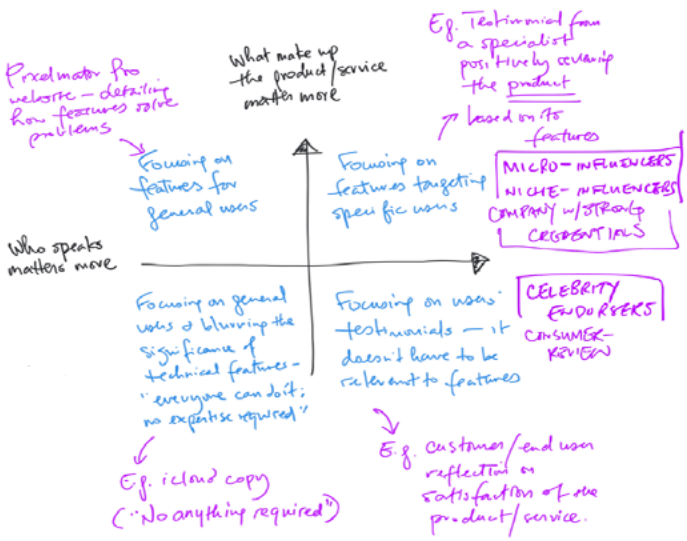 Pixelmator Pro
website – detailing
how features solve
problems
What make up
the product/service
matter more
E.g. Testimonial from
a specialist
positively reviewing
the product
based on its
features
Focusing on
features for
general users
Focusing on
features targeting
specific users
MICRO-INFLUENCERS
NICHE-INFLUENCERS
COMPANY W/STRONG
CREDENTIALS
Who speaks
matters more
Focusing on general
users & blurring the
significance of
technical features –
"everyone can do it;
no expertise required"
Focusing on users'
testimonials – it
doesn't have to be
relevant to features
CELEBRITY
ENDORSERS
CONSUMER-
REVIEW
E.g. icloud copy
("No anything required")
E.g. customer/end user
reflection on
satisfaction of the
product/service.